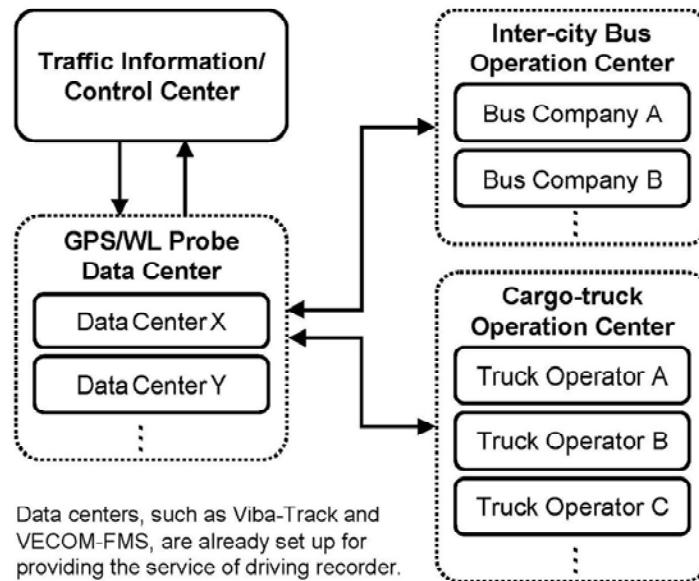 Traffic Information/
Control Center
GPS/WL Probe
Data Center
Data Center X
Data Center Y
Data centers, such as Viba-Track and
VECOM-FMS, are already set up for
providing the service of driving recorder.
Inter-city Bus
Operation Center
Bus Company A
Bus Company B
Cargo-truck
Operation Center
Truck Operator A
Truck Operator B
Truck Operator C